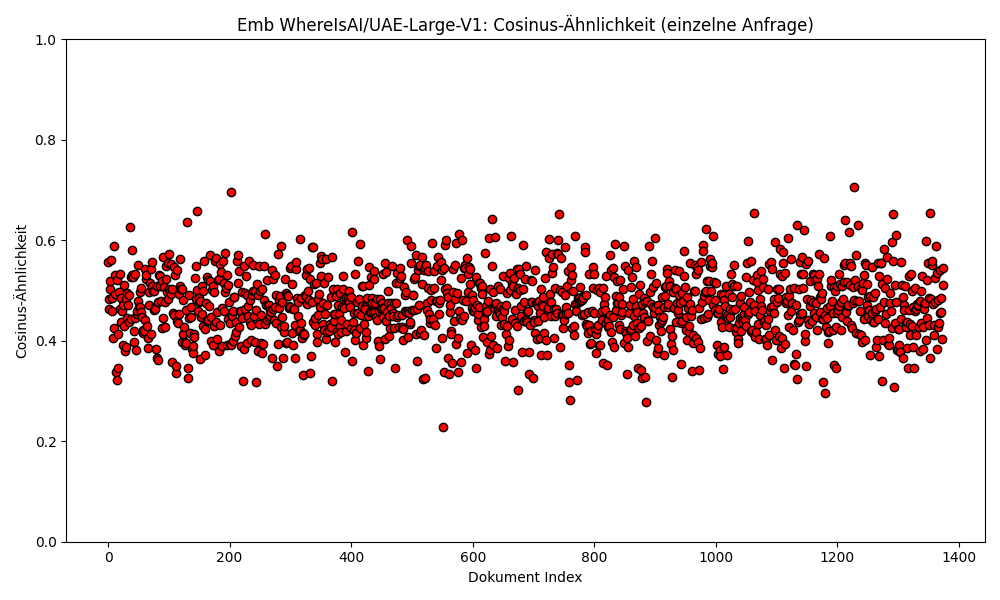 Emb WhereIsAI/UAE-Large-V1: Cosinus-Ähnlichkeit (einzelne Anfrage)
Cosinus-Ähnlichkeit
1.0
0.8
0.6
0.4
0.2
0.0
0 200 400 600 800 1000 1200 1400
Dokument Index